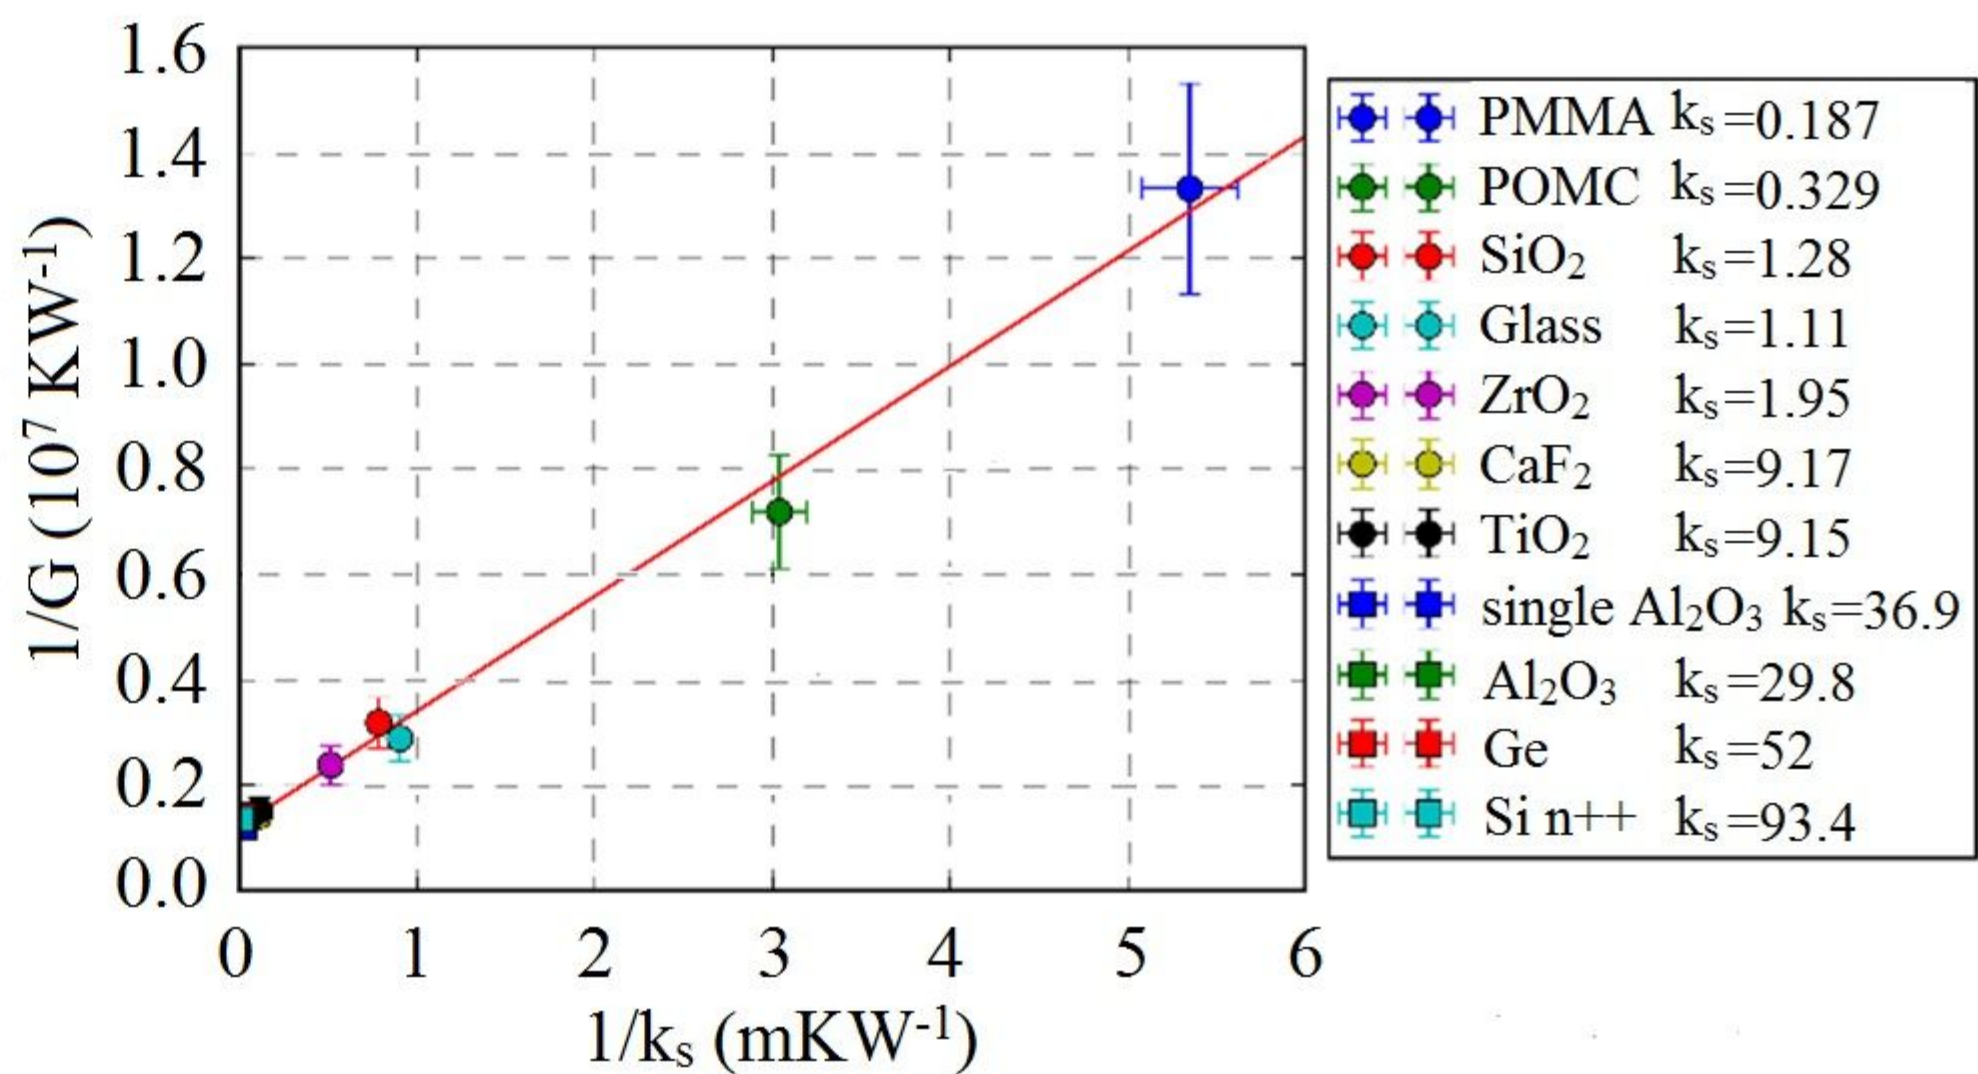 1.6
1.4
1.2
1.0
0.8
0.6
0.4
0.2
0.0
1/G (10⁷ KW⁻¹)
0 1 2 3 4 5 6
1/kₛ (mKW⁻¹)
PMMA kₛ=0.187
POMC kₛ=0.329
SiO₂ kₛ=1.28
Glass kₛ=1.11
ZrO₂ kₛ=1.95
CaF₂ kₛ=9.17
TiO₂ kₛ=9.15
single Al₂O₃ kₛ=36.9
Al₂O₃ kₛ=29.8
Ge kₛ=52
Si n++ kₛ=93.4